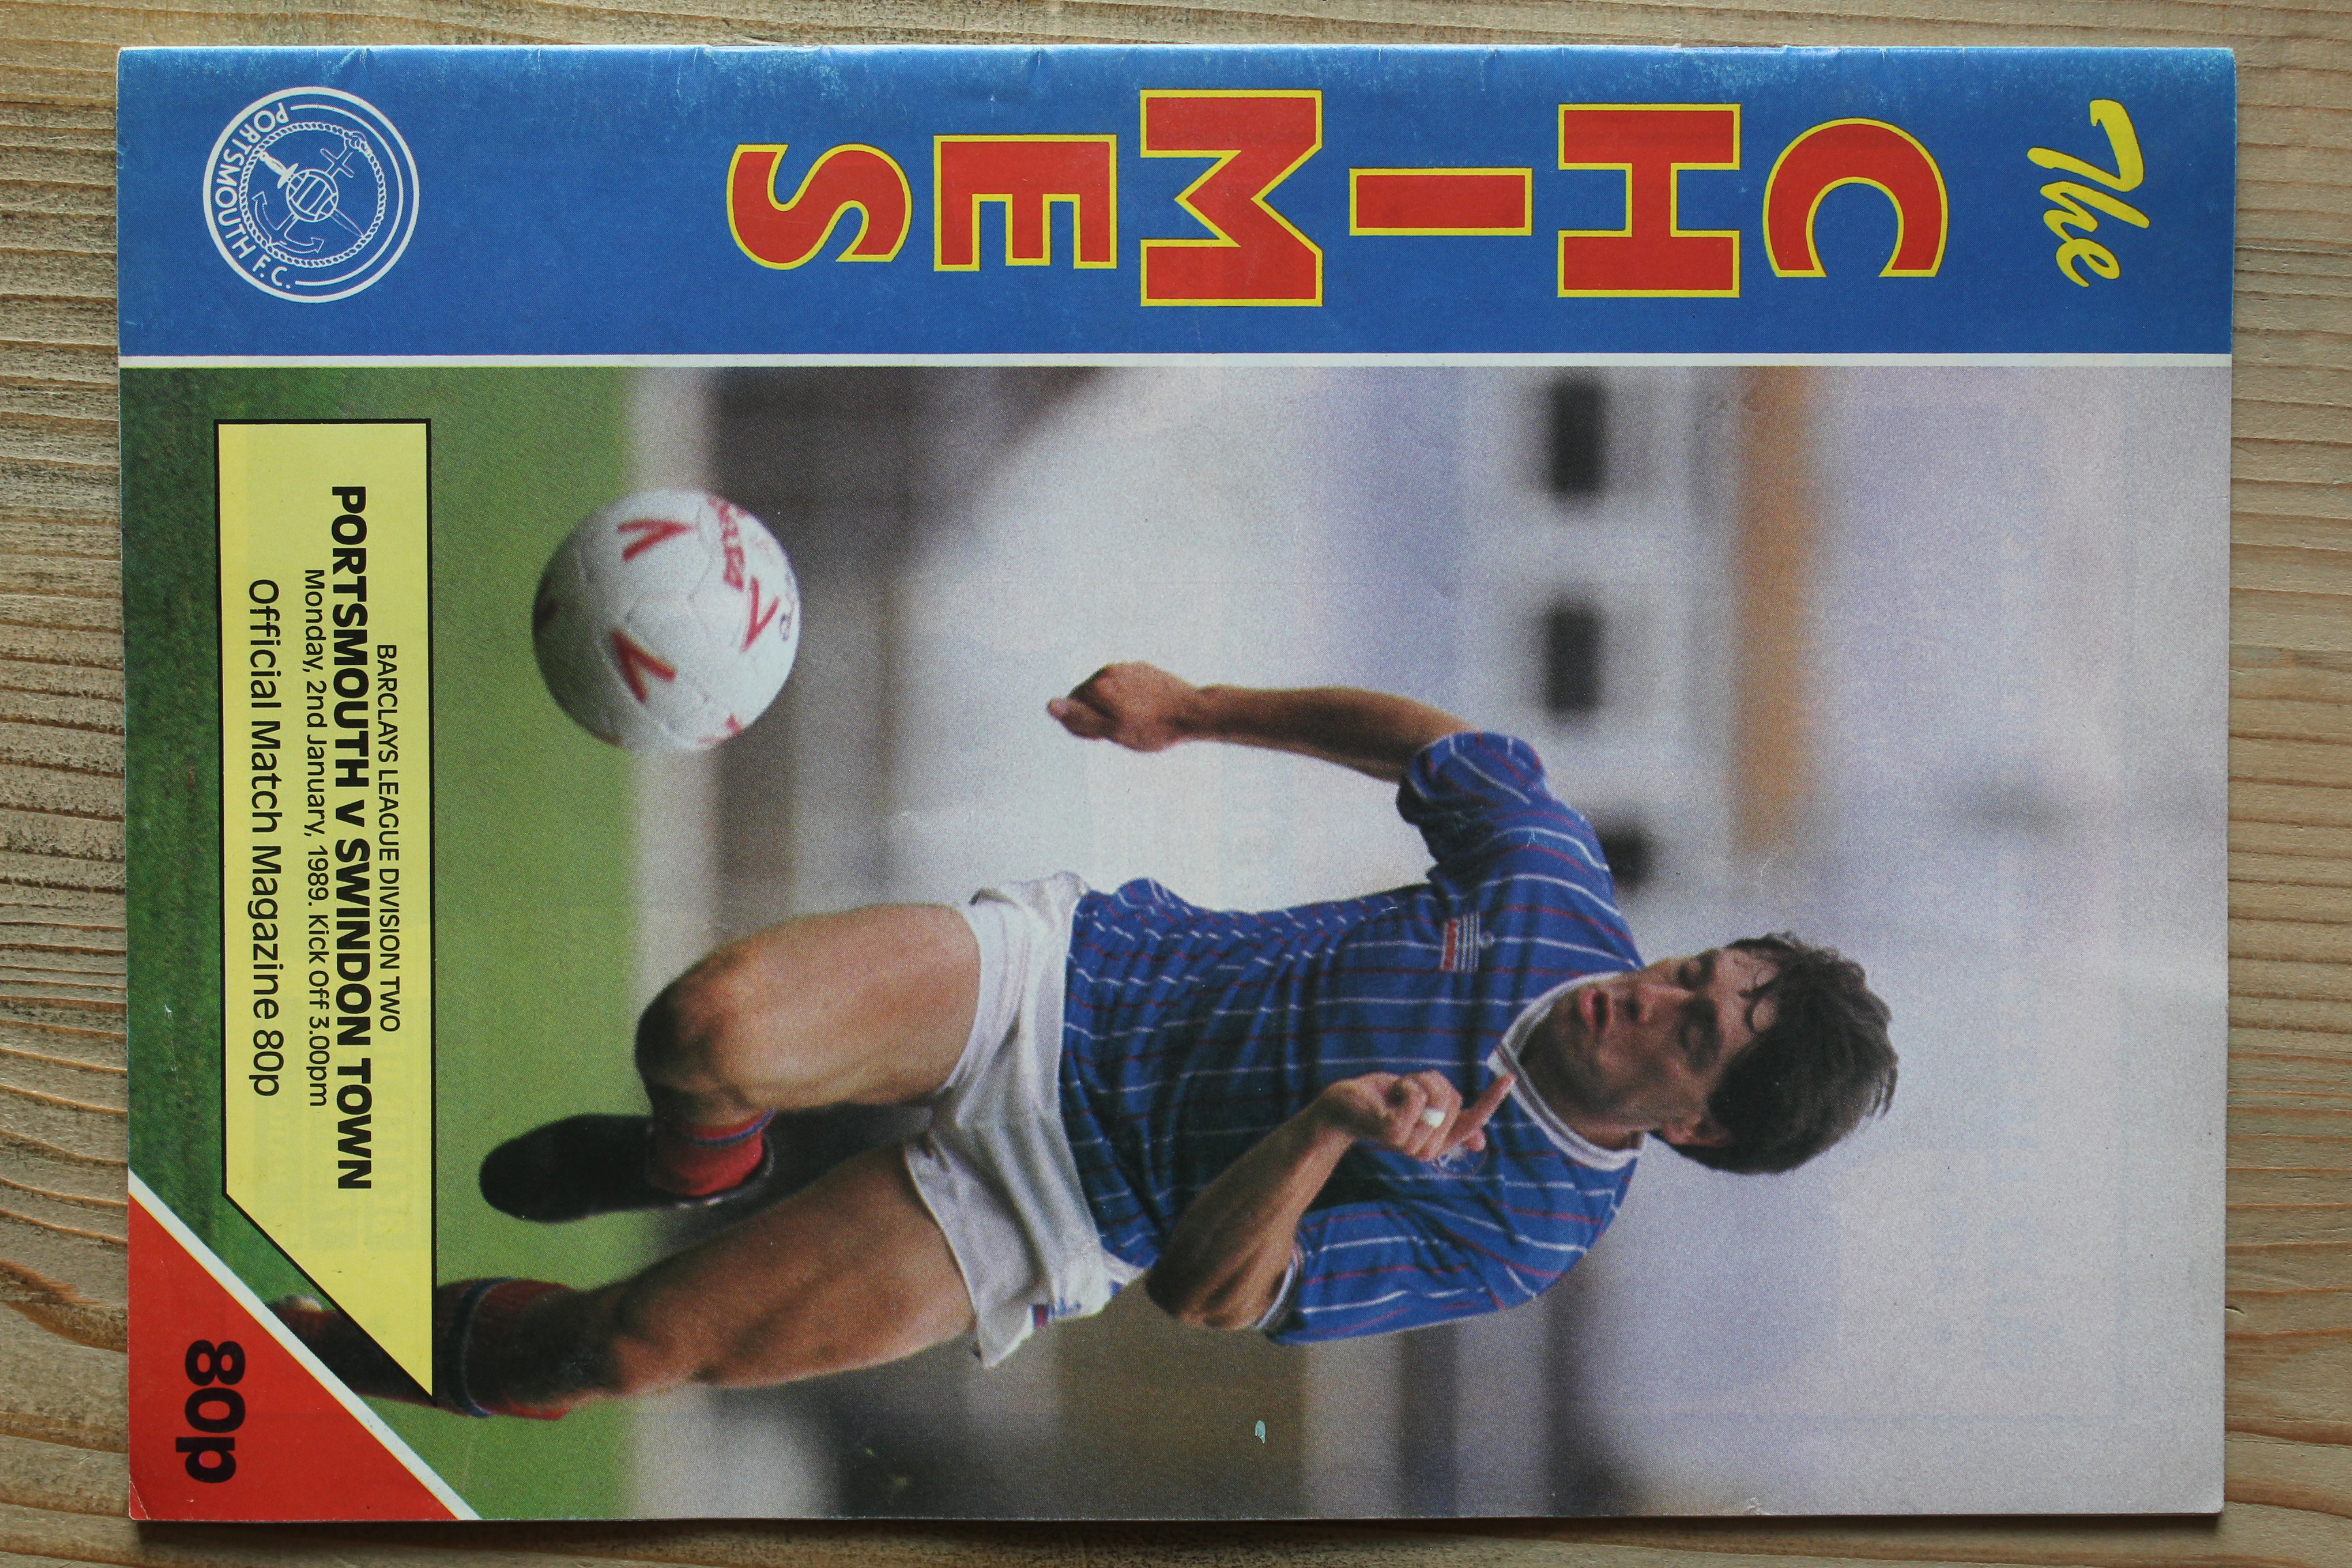 The
CHIMES
PORTSMOUTH F.C.
BARCLAYS LEAGUE DIVISION TWO
PORTSMOUTH v SWINDON TOWN
Monday, 2nd January, 1989. Kick Off 3.00pm
Official Match Magazine 80p
80p